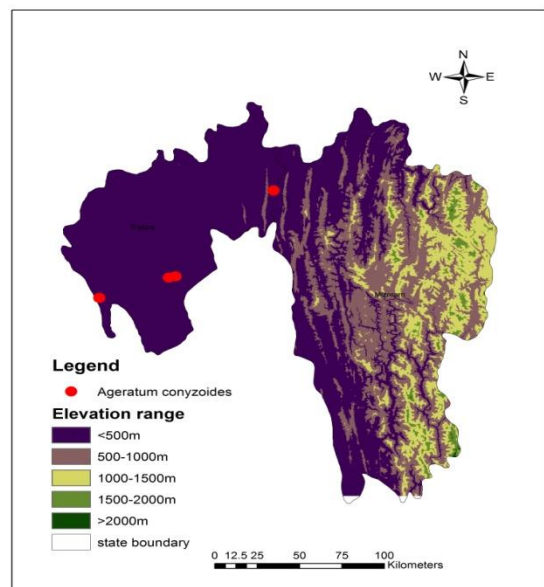 N
W E
S
Legend
Ageratum conyzoides
Elevation range
<500m
500-1000m
1000-1500m
1500-2000m
>2000m
state boundary
0 12.5 25 50 75 100
Kilometers